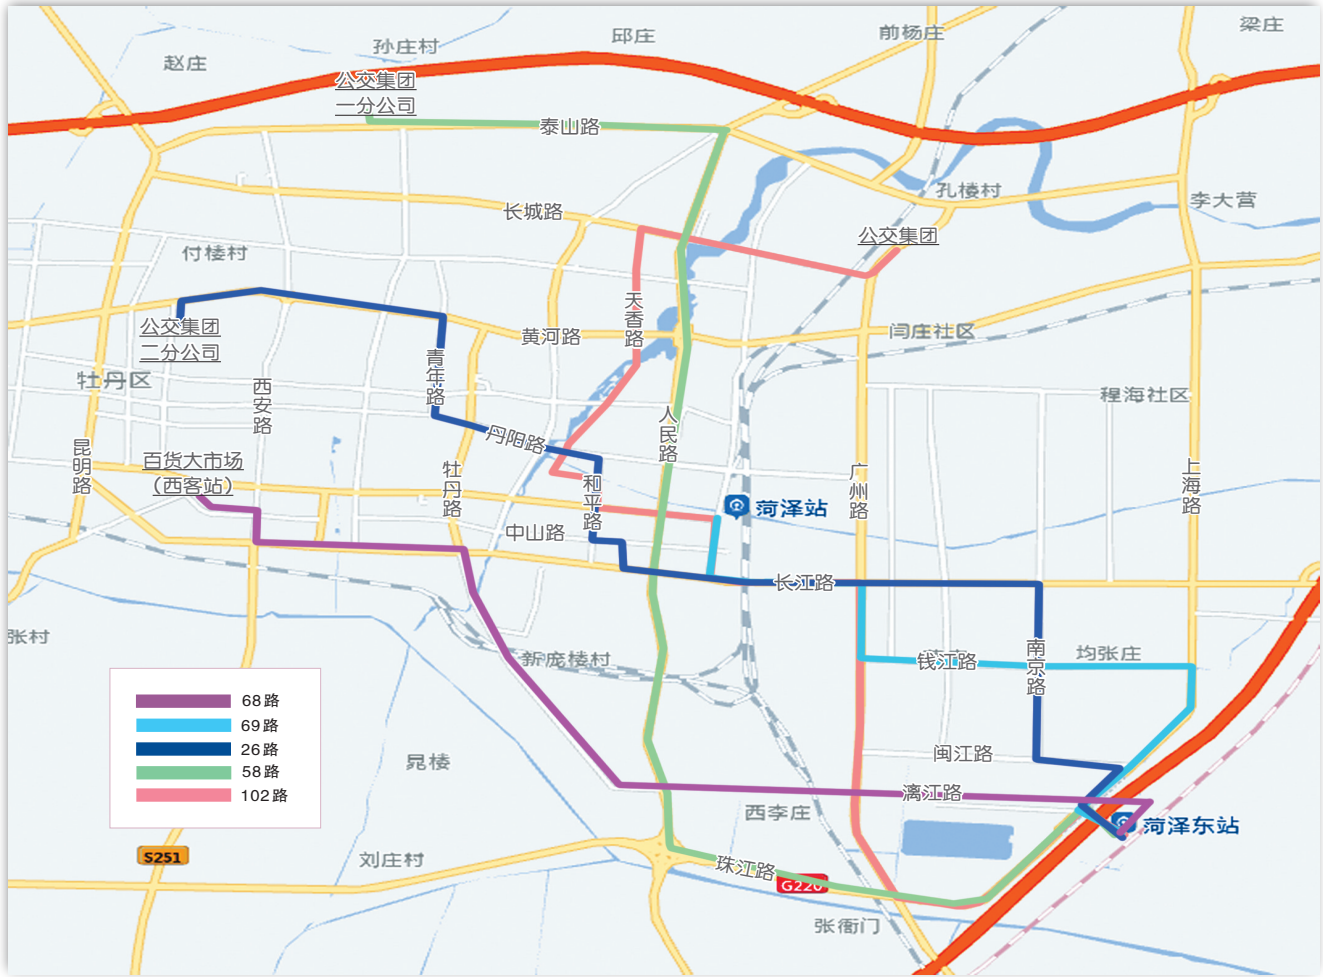 梁庄
前杨庄
邱庄
孙庄村
赵庄
公交集团
一分公司
泰山路
孔楼村
李大营
长城路
公交集团
付楼村
天香路
公交集团
二分公司
黄河路
闫庄社区
青年路
牡丹区
西安路
程海社区
人民路
丹阳路
昆明路
百货大市场
（西客站）
牡丹路
和平路
广州路
上海路
菏泽站
中山路
长江路
张村
新庞楼村
钱江路
南京路
均张庄
68路
69路
26路
58路
102路
晁楼
闽江路
漓江路
西李庄
菏泽东站
S251
刘庄村
珠江路
G220
张衙门